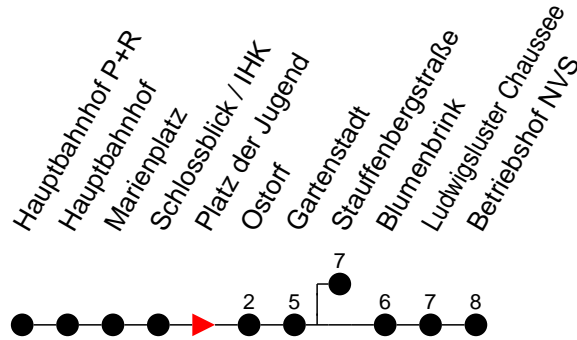 Hauptbahnhof P+R
Hauptbahnhof
Marienplatz
Schlossblick / IHK
Platz der Jugend
Ostorf
Gartenstadt
Stauffenbergstraße
Blumenbrink
Ludwigsluster Chaussee
Betriebshof NVS
7
2 5 6 7 8